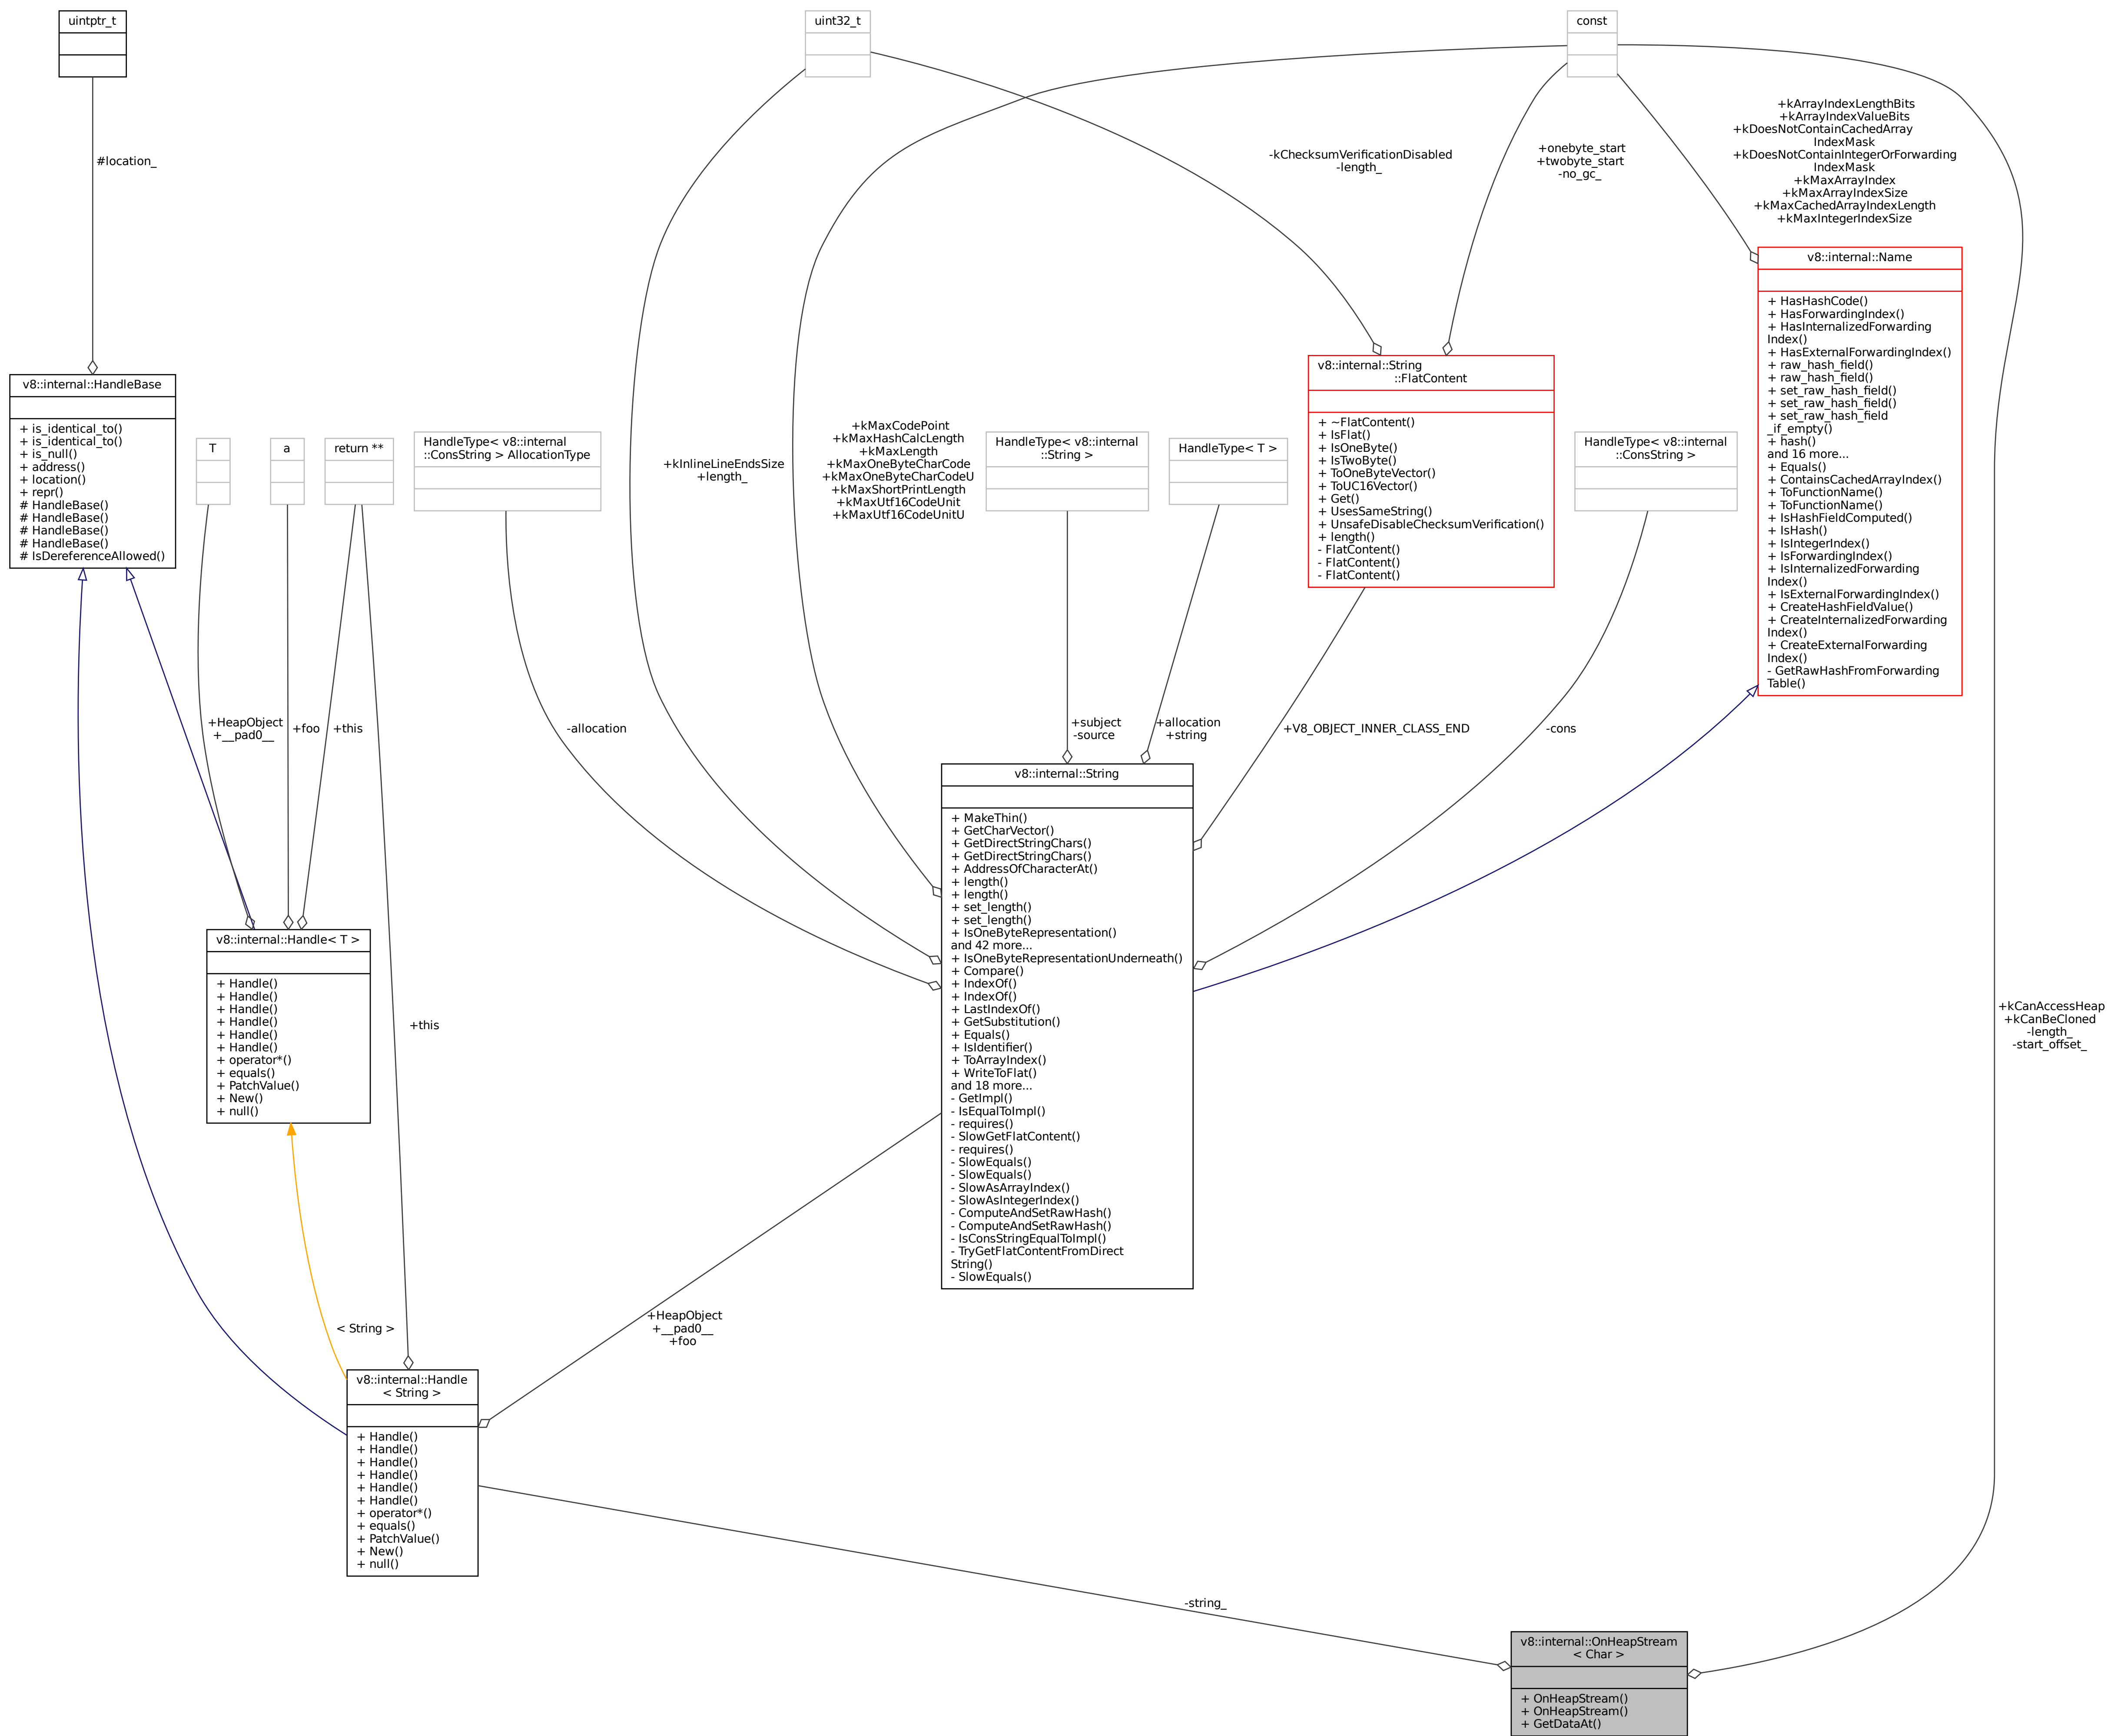 uintptr_t
uint32_t
const
#location_
-kChecksumVerificationDisabled
-length_
+onebyte_start
+twobyte_start
-no_gc_
+kArrayIndexLengthBits
+kArrayIndexValueBits
+kDoesNotContainCachedArray
IndexMask
+kDoesNotContainIntegerOrForwarding
IndexMask
+kMaxArrayIndex
+kMaxArrayIndexSize
+kMaxCachedArrayIndexLength
+kMaxIntegerIndexSize
v8::internal::HandleBase
+ is_identical_to()
+ is_identical_to()
+ is_null()
+ address()
+ location()
+ repr()
# HandleBase()
# HandleBase()
# HandleBase()
# HandleBase()
# IsDereferenceAllowed()
T
a
return **
HandleType< v8::internal
::ConsString > AllocationType
+kInlineLineEndsSize
+length_
+kMaxCodePoint
+kMaxHashCalcLength
+kMaxLength
+kMaxOneByteCharCode
+kMaxOneByteCharCodeU
+kMaxShortPrintLength
+kMaxUtf16CodeUnit
+kMaxUtf16CodeUnitU
HandleType< v8::internal
::String >
HandleType< T >
v8::internal::String
::FlatContent
+ ~FlatContent()
+ IsFlat()
+ IsOneByte()
+ IsTwoByte()
+ ToOneByteVector()
+ ToUC16Vector()
+ Get()
+ UsesSameString()
+ UnsafeDisableChecksumVerification()
+ length()
- FlatContent()
- FlatContent()
- FlatContent()
HandleType< v8::internal
::ConsString >
v8::internal::Name
+ HasHashCode()
+ HasForwardingIndex()
+ HasInternalizedForwarding
Index()
+ HasExternalForwardingIndex()
+ raw_hash_field()
+ raw_hash_field()
+ set_raw_hash_field()
+ set_raw_hash_field()
+ set_raw_hash_field
_if_empty()
+ hash()
and 16 more...
+ Equals()
+ ContainsCachedArrayIndex()
+ ToFunctionName()
+ ToFunctionName()
+ IsHashFieldComputed()
+ IsHash()
+ IsIntegerIndex()
+ IsForwardingIndex()
+ IsInternalizedForwarding
Index()
+ IsExternalForwardingIndex()
+ CreateHashFieldValue()
+ CreateInternalizedForwarding
Index()
+ CreateExternalForwarding
Index()
- GetRawHashFromForwarding
Table()
+HeapObject
+__pad0__
+foo
+this
-allocation
+subject
-source
+allocation
+string
+V8_OBJECT_INNER_CLASS_END
-cons
v8::internal::String
+ MakeThin()
+ GetCharVector()
+ GetDirectStringChars()
+ GetDirectStringChars()
+ AddressOfCharacterAt()
+ length()
+ length()
+ set_length()
+ set_length()
+ IsOneByteRepresentation()
and 42 more...
+ IsOneByteRepresentationUnderneath()
+ Compare()
+ IndexOf()
+ IndexOf()
+ LastIndexOf()
+ GetSubstitution()
+ Equals()
+ IsIdentifier()
+ ToArrayIndex()
+ WriteToFlat()
and 18 more...
- GetImpl()
- IsEqualToImpl()
- requires()
- SlowGetFlatContent()
- requires()
- SlowEquals()
- SlowEquals()
- SlowAsArrayIndex()
- SlowAsIntegerIndex()
- ComputeAndSetRawHash()
- ComputeAndSetRawHash()
- IsConsStringEqualToImpl()
- TryGetFlatContentFromDirect
String()
- SlowEquals()
v8::internal::Handle< T >
+ Handle()
+ Handle()
+ Handle()
+ Handle()
+ Handle()
+ Handle()
+ operator*()
+ equals()
+ PatchValue()
+ New()
+ null()
+this
+kCanAccessHeap
+kCanBeCloned
-length_
-start_offset_
< String >
+HeapObject
+__pad0__
+foo
v8::internal::Handle
< String >
+ Handle()
+ Handle()
+ Handle()
+ Handle()
+ Handle()
+ Handle()
+ operator*()
+ equals()
+ PatchValue()
+ New()
+ null()
-string_
v8::internal::OnHeapStream
< Char >
+ OnHeapStream()
+ OnHeapStream()
+ GetDataAt()